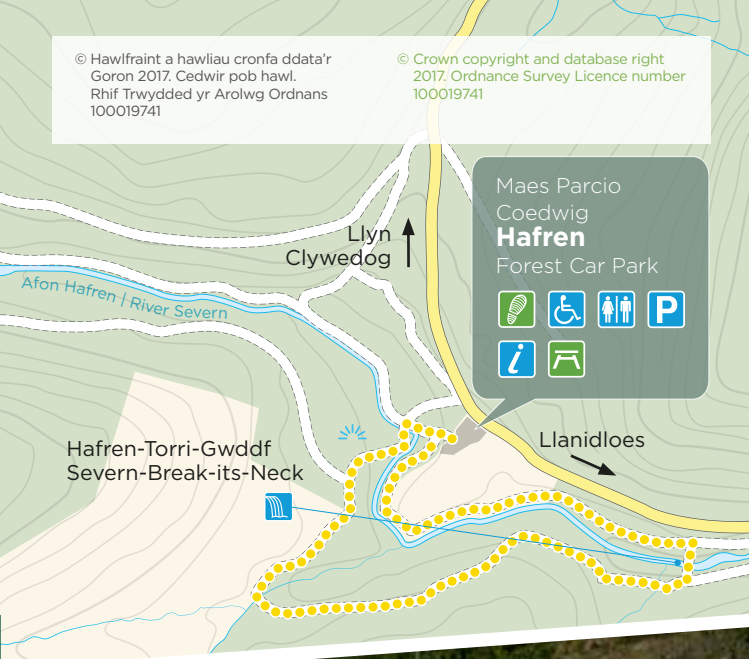 © Hawlfraint a hawliau cronfa ddata’r
Goron 2017. Cedwir pob hawl.
Rhif Trwydded yr Arolwg Ordnans
100019741
© Crown copyright and database right
2017. Ordnance Survey Licence number
100019741
Maes Parcio
Coedwig
Hafren
Forest Car Park
P
i
Llyn
Clywedog
Afon Hafren | River Severn
Llanidloes
Hafren-Torri-Gwddf
Severn-Break-its-Neck